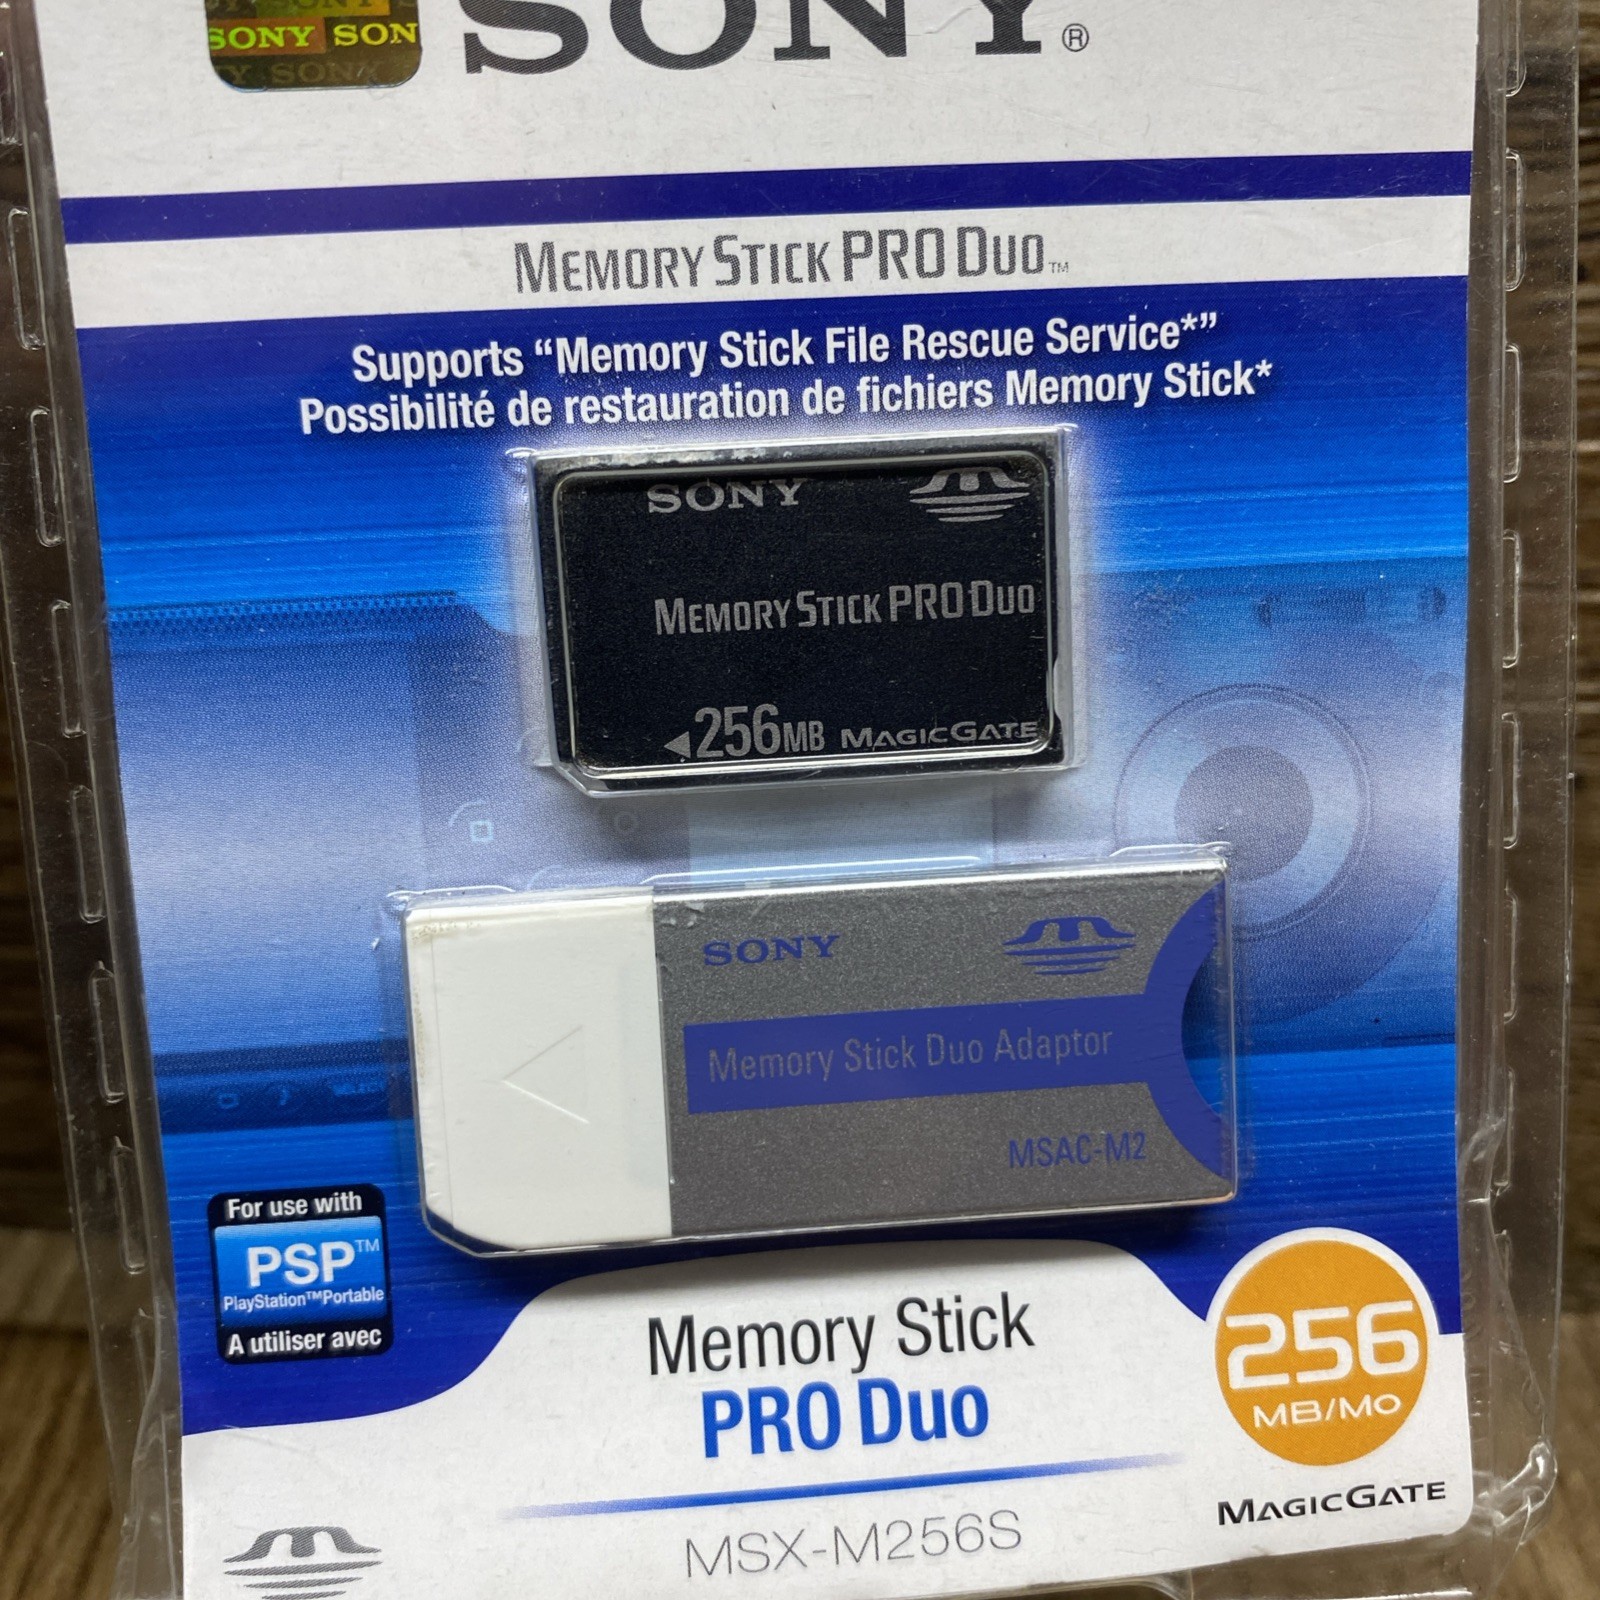 SONY SON
SONY®
MEMORY STICK PRO DUO™
Supports “Memory Stick File Rescue Service*”
Possibilité de restauration de fichiers Memory Stick*
SONY
MEMORY STICK PRO DUO
◀256MB MAGICGATE
SONY
Memory Stick Duo Adaptor
MSAC-M2
For use with
PSP™
PlayStation™Portable
A utiliser avec
Memory Stick
PRO Duo
256
MB/MO
MAGICGATE
MSX-M256S